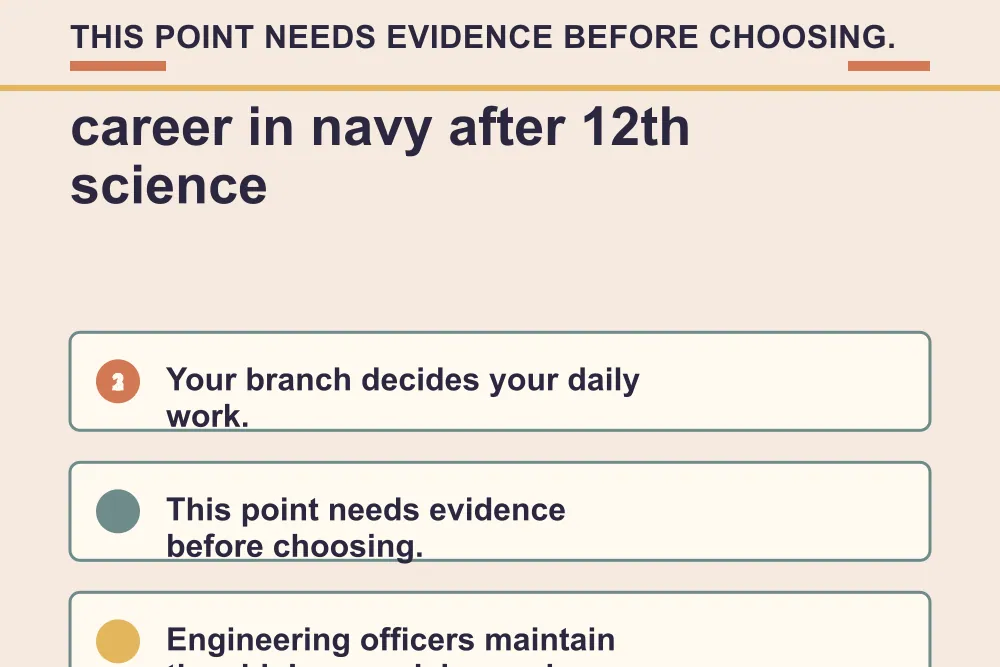 THIS POINT NEEDS EVIDENCE BEFORE CHOOSING.
career in navy after 12th
science
Your branch decides your daily
work.
This point needs evidence
before choosing.
Engineering officers maintain